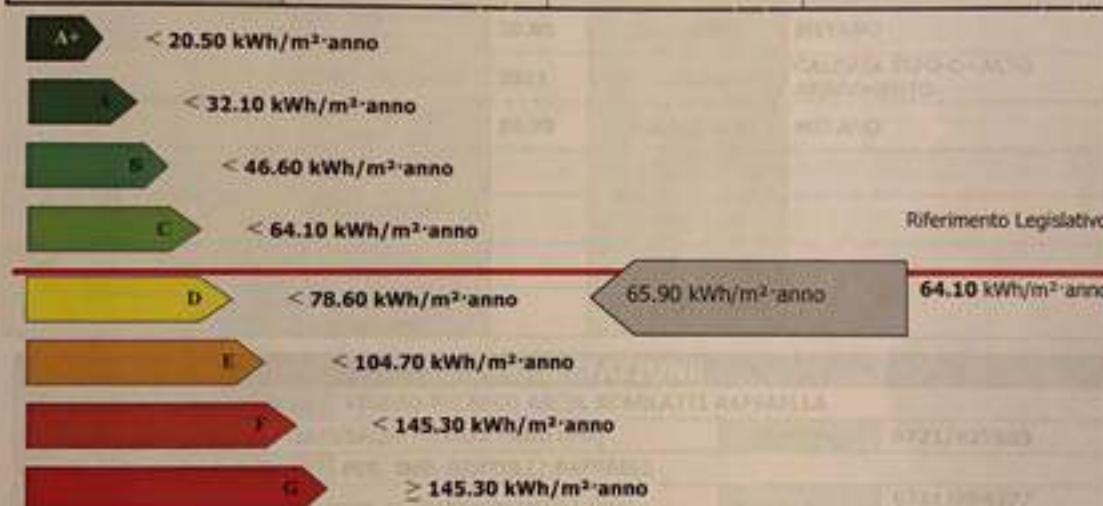 A+ < 20.50 kWh/m²·anno
A < 32.10 kWh/m²·anno
B < 46.60 kWh/m²·anno
C < 64.10 kWh/m²·anno
Riferimento Legislativo
D < 78.60 kWh/m²·anno 65.90 kWh/m²·anno 64.10 kWh/m²·anno
E < 104.70 kWh/m²·anno
F < 145.30 kWh/m²·anno
G ≥ 145.30 kWh/m²·anno